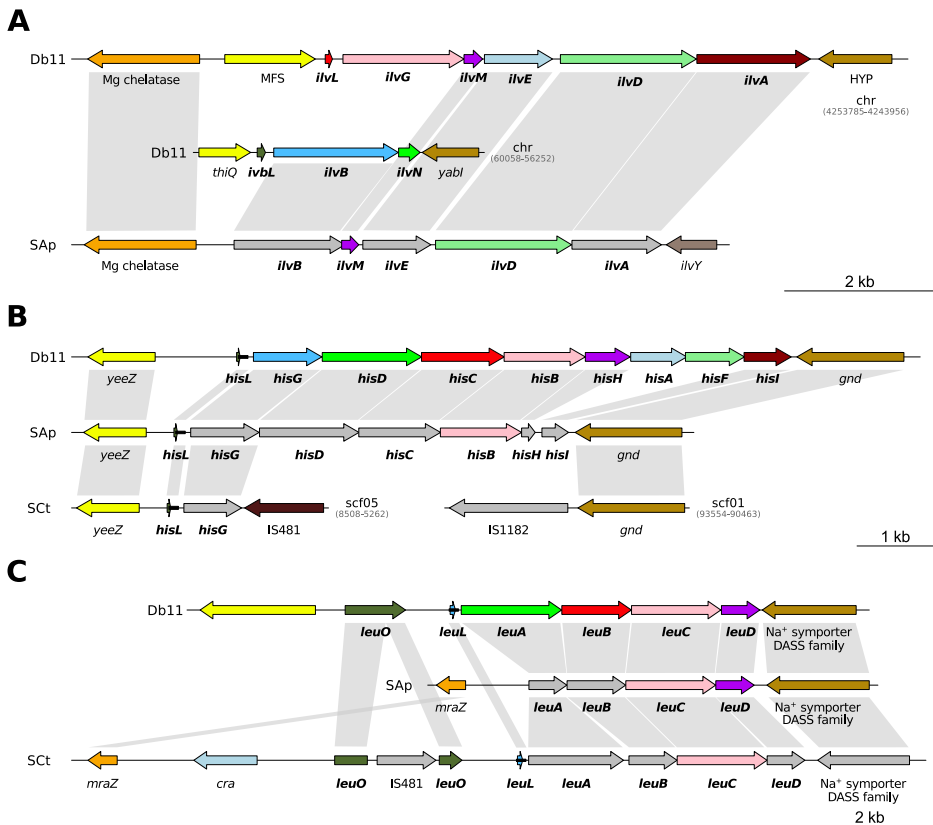 A
Db11
Mg chelatase MFS ilvL ilvG ilvM ilvE ilvD ilvA HYP
chr
(4253785-4243956)
Db11
thiQ ivbL ilvB ilvN yabI
chr
(60058-56252)
SAp
Mg chelatase ilvB ilvM ilvE ilvD ilvA ilvY
2 kb
B
Db11
yeeZ hisL hisG hisD hisC hisB hisH hisA hisF hisI gnd
SAp
yeeZ hisL hisG hisD hisC hisB hisH hisI gnd
SCt
yeeZ hisL hisG IS481
scf05
(8508-5262)
IS1182 gnd
scf01
(93554-90463)
1 kb
C
Db11
leuO leuL leuA leuB leuC leuD Na⁺ symporter
DASS family
SAp
mraZ leuA leuB leuC leuD Na⁺ symporter
DASS family
SCt
mraZ cra leuO IS481 leuO leuL leuA leuB leuC leuD Na⁺ symporter
DASS family
2 kb